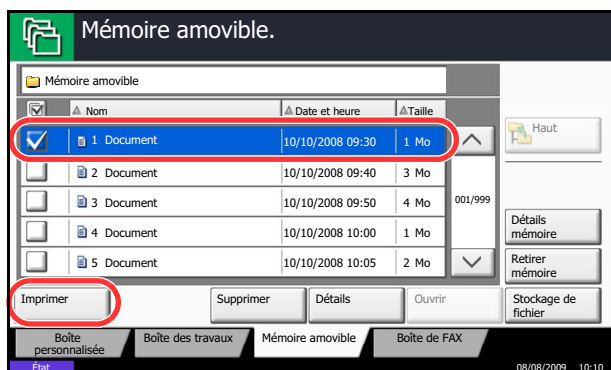 Mémoire amovible.
Mémoire amovible
Nom Date et heure Taille
1 Document 10/10/2008 09:30 1 Mo
Haut
2 Document 10/10/2008 09:40 3 Mo
3 Document 10/10/2008 09:50 4 Mo
001/999
4 Document 10/10/2008 10:00 1 Mo
Détails
mémoire
5 Document 10/10/2008 10:05 2 Mo
Retirer
mémoire
Imprimer Supprimer Détails Ouvrir
Stockage de
fichier
Boîte
personnalisée
Boîte des travaux Mémoire amovible Boîte de FAX
État 08/08/2009 10:10